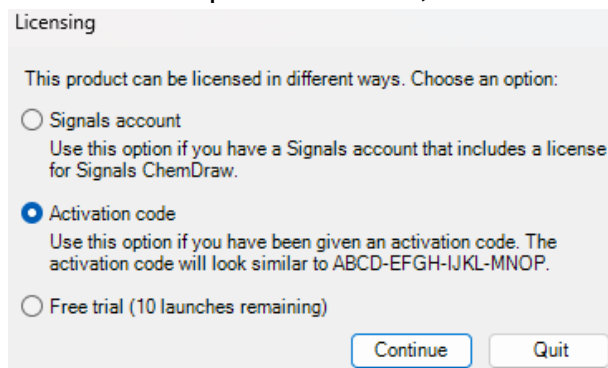 Licensing
This product can be licensed in different ways. Choose an option:
Signals account
Use this option if you have a Signals account that includes a license
for Signals ChemDraw.
Activation code
Use this option if you have been given an activation code. The
activation code will look similar to ABCD-EFGH-IJKL-MNOP.
Free trial (10 launches remaining)
Continue Quit